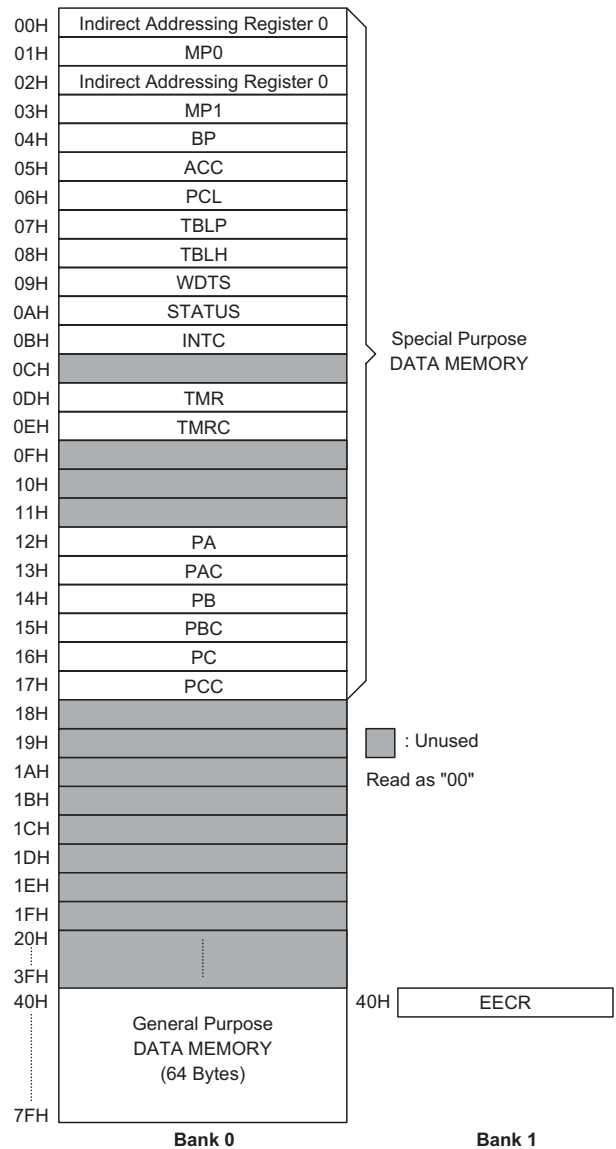 00H Indirect Addressing Register 0
01H MP0
02H Indirect Addressing Register 0
03H MP1
04H BP
05H ACC
06H PCL
07H TBLP
08H TBLH
09H WDTS
0AH STATUS
0BH INTC
Special Purpose
DATA MEMORY
0CH
0DH TMR
0EH TMRC
0FH
10H
11H
12H PA
13H PAC
14H PB
15H PBC
16H PC
17H PCC
18H
19H
: Unused
1AH
Read as "00"
1BH
1CH
1DH
1EH
1FH
20H
3FH
40H
General Purpose
DATA MEMORY
(64 Bytes)
7FH
40H EECR
Bank 0
Bank 1